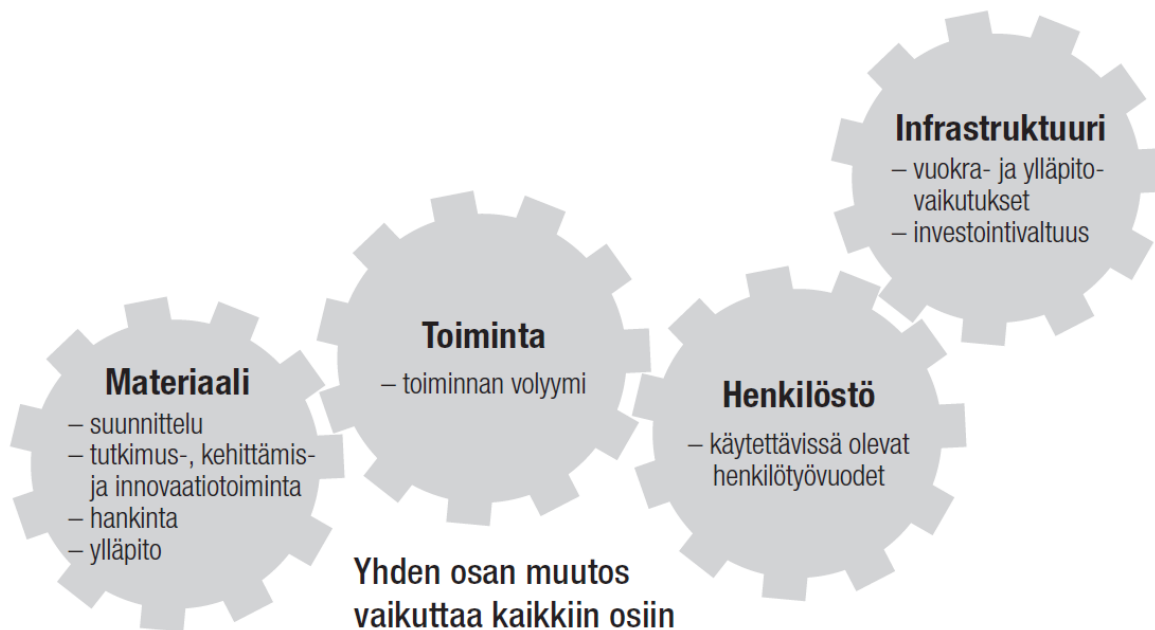 Materiaali
– suunnittelu
– tutkimus-, kehittämis-
ja innovaatiotoiminta
– hankinta
– ylläpito
Toiminta
– toiminnan volyymi
Henkilöstö
– käytettävissä olevat
henkilötyövuodet
Infrastruktuuri
– vuokra- ja ylläpito-
vaikutukset
– investointivaltuus
Yhden osan muutos
vaikuttaa kaikkiin osiin